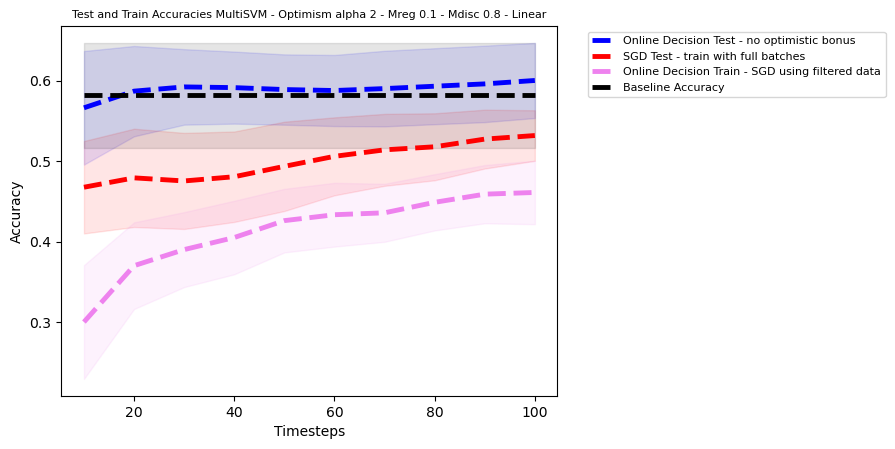 Test and Train Accuracies MultiSVM - Optimism alpha 2 - Mreg 0.1 - Mdisc 0.8 - Linear
Online Decision Test - no optimistic bonus
SGD Test - train with full batches
Online Decision Train - SGD using filtered data
Baseline Accuracy
Accuracy
0.6
0.5
0.4
0.3
20 40 60 80 100
Timesteps